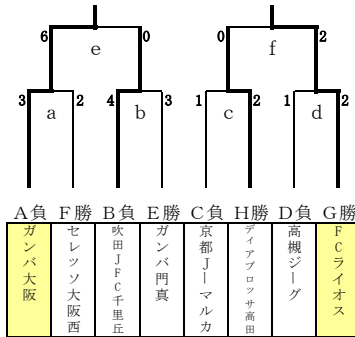 6 e 0 0 f 2
3 a 2 4 b 3 1 c 2 1 d 2
A負 F勝 B負 E勝 C負 H勝 D負 G勝
ガンバ大阪
セレッソ大阪西
吹田JFC千里丘
ガンバ門真
京都Jーマルカ
ディアブロッサ高田
高槻ジーグ
FCライオス